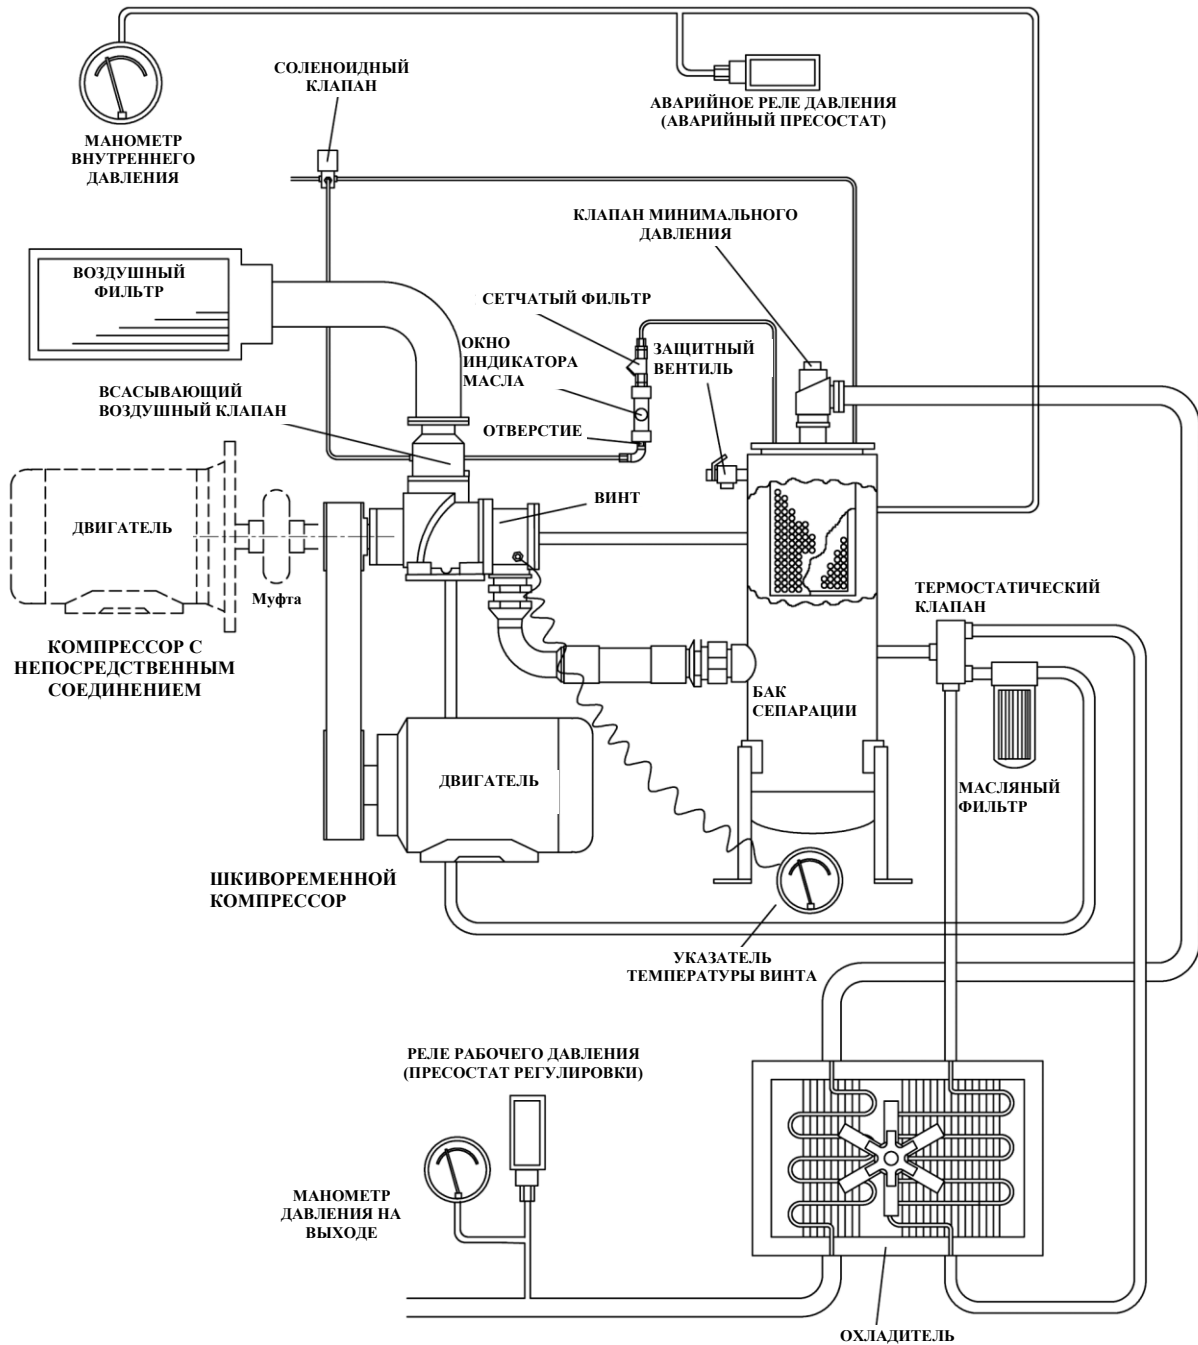 СОЛЕНОИДНЫЙ
КЛАПАН
АВАРИЙНОЕ РЕЛЕ ДАВЛЕНИЯ
(АВАРИЙНЫЙ ПРЕСОСТАТ)
МАНОМЕТР
ВНУТРЕННЕГО
ДАВЛЕНИЯ
КЛАПАН МИНИМАЛЬНОГО
ДАВЛЕНИЯ
ВОЗДУШНЫЙ
ФИЛЬТР
СЕТЧАТЫЙ ФИЛЬТР
ОКНО
ИНДИКАТОРА
МАСЛА
ЗАЩИТНЫЙ
ВЕНТИЛЬ
ВСАСЫВАЮЩИЙ
ВОЗДУШНЫЙ КЛАПАН
ОТВЕРСТИЕ
ВИНТ
ДВИГАТЕЛЬ
Муфта
ТЕРМОСТАТИЧЕСКИЙ
КЛАПАН
КОМПРЕССОР С
НЕПОСРЕДСТВЕННЫМ
СОЕДИНЕНИЕМ
БАК
СЕПАРАЦИИ
ДВИГАТЕЛЬ
МАСЛЯНЫЙ
ФИЛЬТР
ШКИВОРЕМЕННОЙ
КОМПРЕССОР
УКАЗАТЕЛЬ
ТЕМПЕРАТУРЫ ВИНТА
РЕЛЕ РАБОЧЕГО ДАВЛЕНИЯ
(ПРЕСОСТАТ РЕГУЛИРОВКИ)
МАНОМЕТР
ДАВЛЕНИЯ НА
ВЫХОДЕ
ОХЛАДИТЕЛЬ